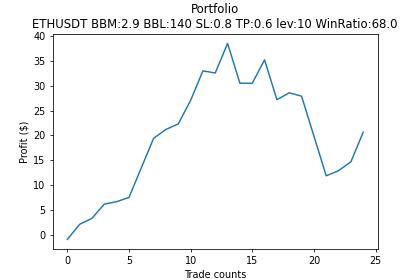 Portfolio
ETHUSDT BBM:2.9 BBL:140 SL:0.8 TP:0.6 lev:10 WinRatio:68.0
40
35
30
25
20
15
10
5
0
Profit ($)
0 5 10 15 20 25
Trade counts